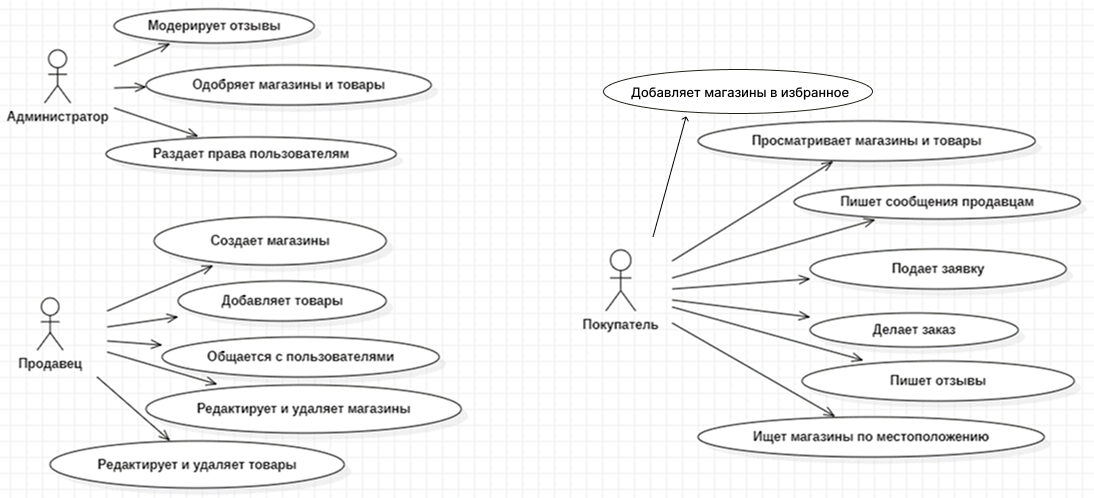 Модерирует отзывы
Одобряет магазины и товары
Администратор
Раздает права пользователям
Создает магазины
Добавляет товары
Общается с пользователями
Продавец
Редактирует и удаляет магазины
Редактирует и удаляет товары
Добавляет магазины в избранное
Просматривает магазины и товары
Пишет сообщения продавцам
Подает заявку
Покупатель
Делает заказ
Пишет отзывы
Ищет магазины по местоположению